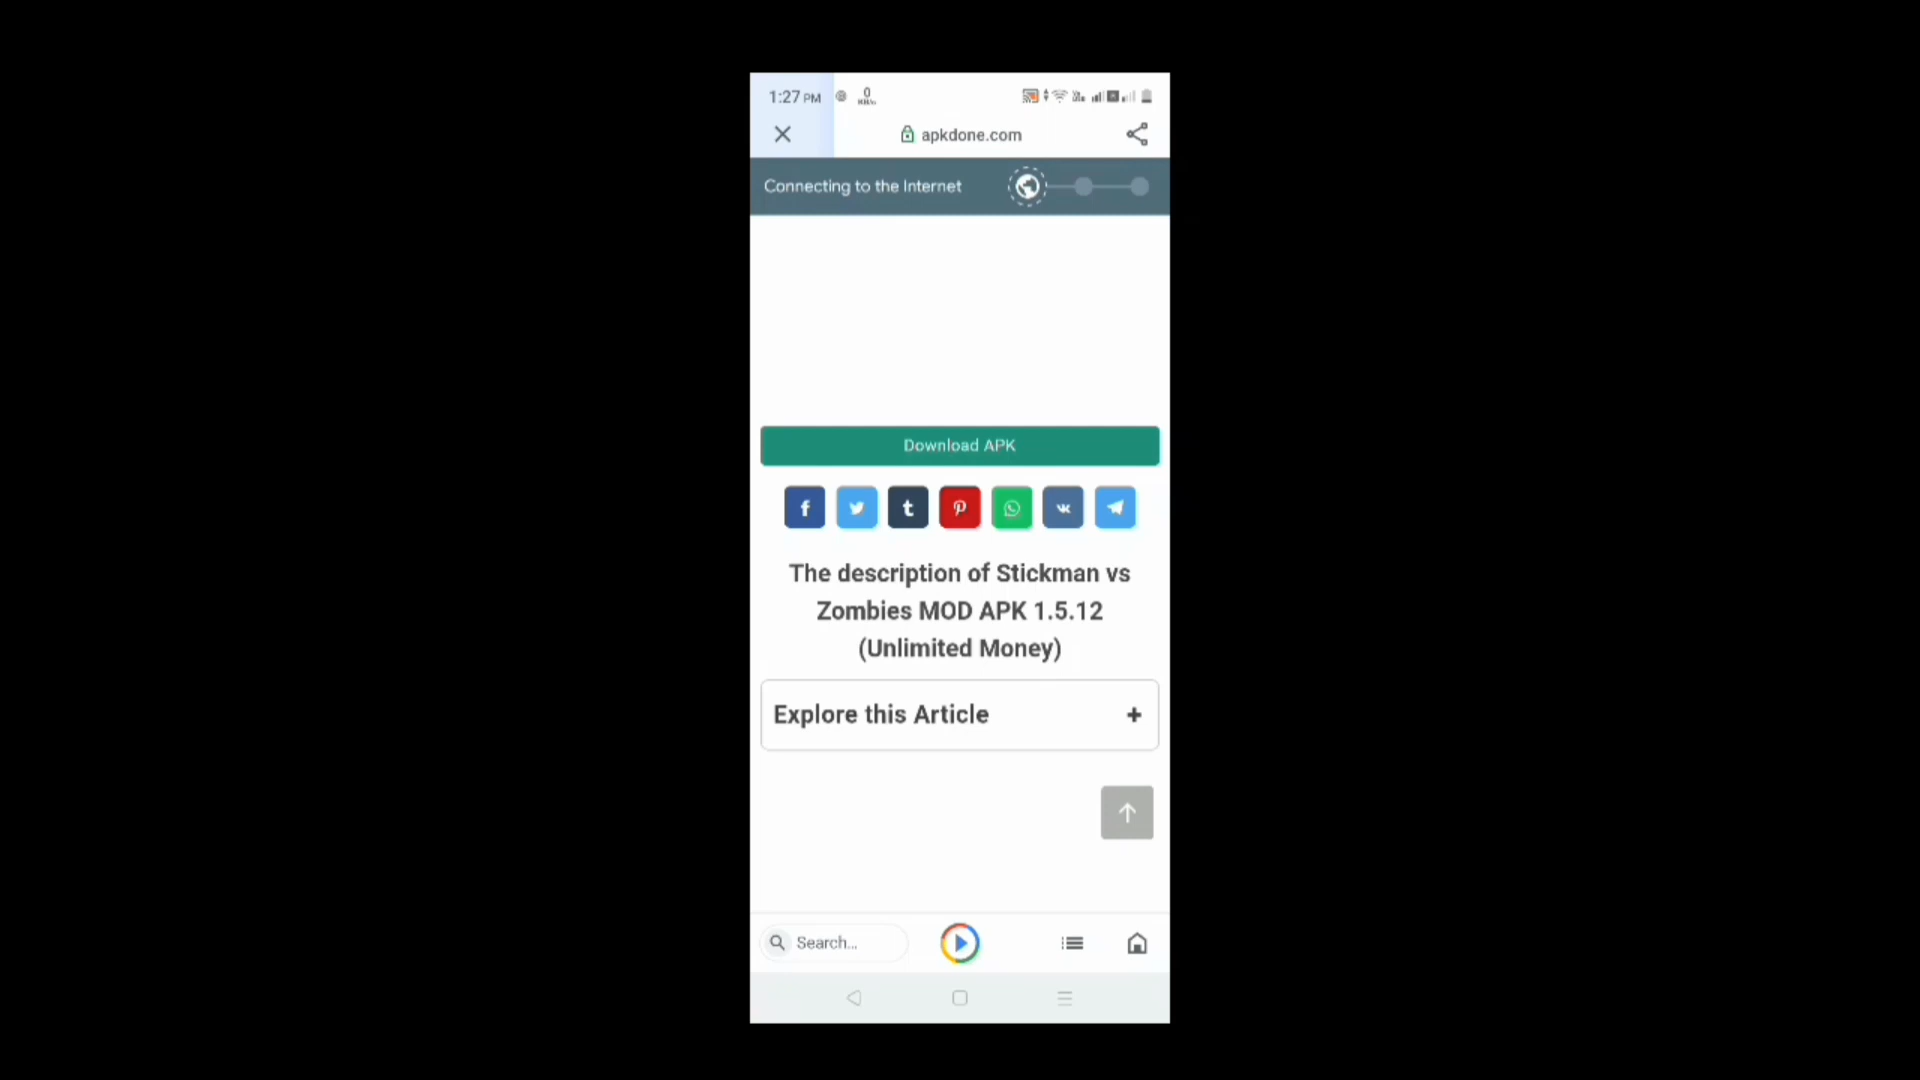 1:27 PM
0
apkdone.com
Connecting to the Internet
Download APK
The description of Stickman vs
Zombies MOD APK 1.5.12
(Unlimited Money)
Explore this Article
Search...